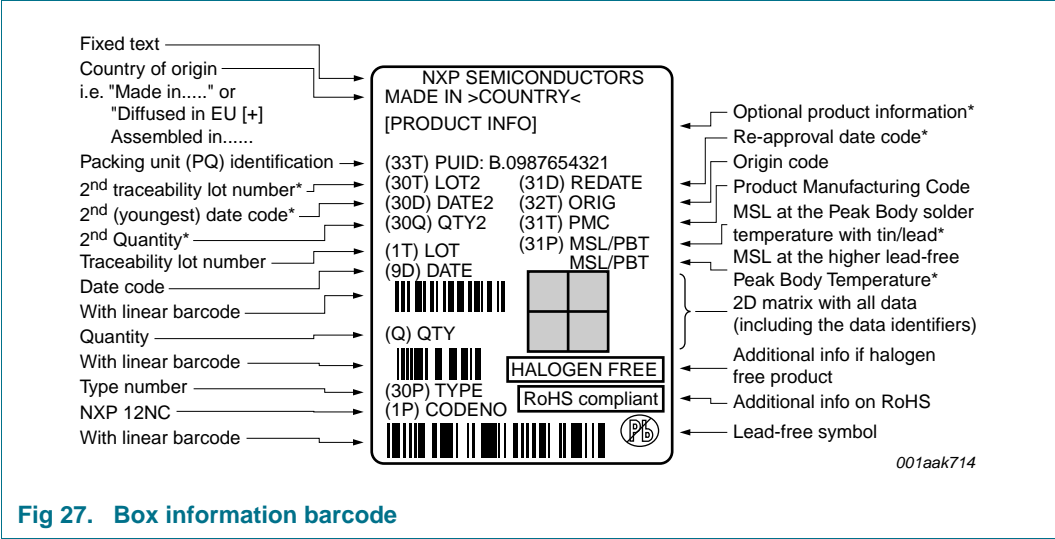 Fixed text
Country of origin
i.e. "Made in....." or
"Diffused in EU [+]
Assembled in......
Packing unit (PQ) identification
2nd traceability lot number*
2nd (youngest) date code*
2nd Quantity*
Traceability lot number
Date code
With linear barcode
Quantity
With linear barcode
Type number
NXP 12NC
With linear barcode
NXP SEMICONDUCTORS
MADE IN >COUNTRY<
[PRODUCT INFO]
(33T) PUID: B.0987654321
(30T) LOT2 (31D) REDATE
(30D) DATE2 (32T) ORIG
(30Q) QTY2 (31T) PMC
(31P) MSL/PBT
(1T) LOT MSL/PBT
(9D) DATE
(Q) QTY
HALOGEN FREE
(30P) TYPE
RoHS compliant
(1P) CODENO
Pb
Optional product information*
Re-approval date code*
Origin code
Product Manufacturing Code
MSL at the Peak Body solder
temperature with tin/lead*
MSL at the higher lead-free
Peak Body Temperature*
2D matrix with all data
(including the data identifiers)
Additional info if halogen
free product
Additional info on RoHS
Lead-free symbol
001aak714
Fig 27. Box information barcode